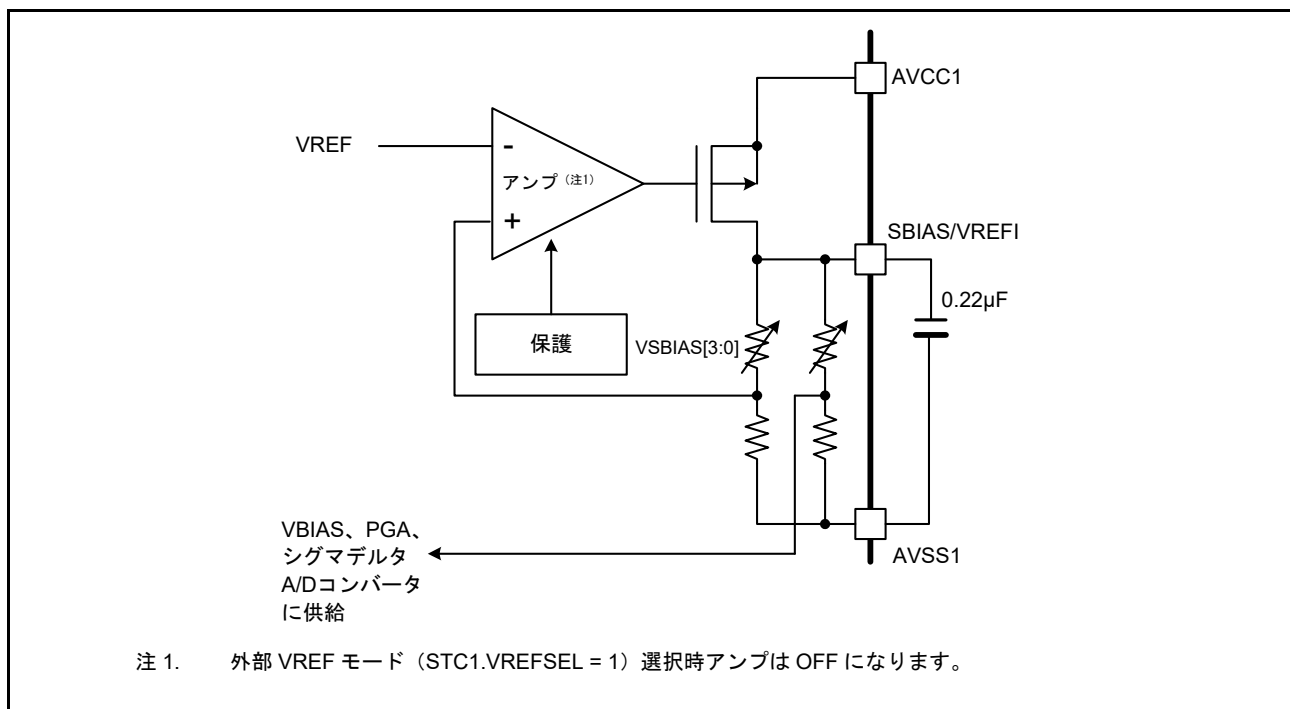 AVCC1
VREF
-
アンプ（注1）
+
SBIAS/VREFI
0.22µF
保護
VSBIAS[3:0]
VBIAS、PGA、
シグマデルタ
A/Dコンバータ
に供給
AVSS1
注 1. 外部 VREF モード（STC1.VREFSEL = 1）選択時アンプは OFF になります。